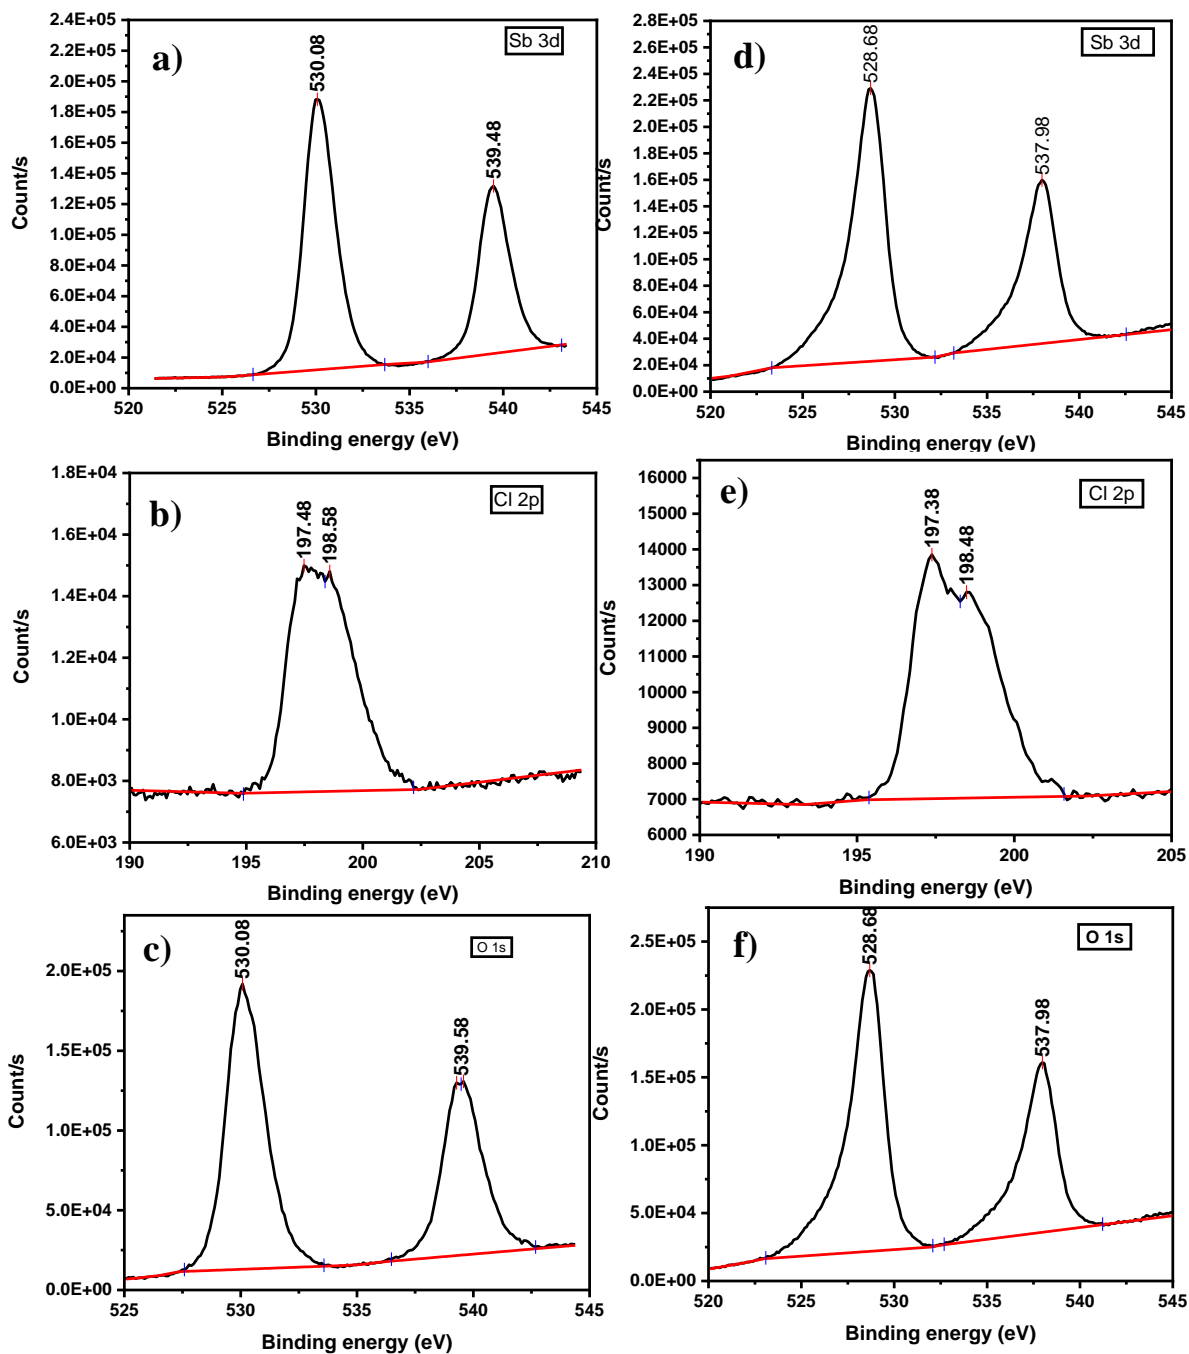 a)
Sb 3d
530.08
539.48
2.4E+05
2.2E+05
2.0E+05
1.8E+05
1.6E+05
1.4E+05
1.2E+05
1.0E+05
8.0E+04
6.0E+04
4.0E+04
2.0E+04
0.0E+00
Count/s
520 525 530 535 540 545
Binding energy (eV)
d)
Sb 3d
528.68
537.98
2.8E+05
2.6E+05
2.4E+05
2.2E+05
2.0E+05
1.8E+05
1.6E+05
1.4E+05
1.2E+05
1.0E+05
8.0E+04
6.0E+04
4.0E+04
2.0E+04
0.0E+00
Count/s
520 525 530 535 540 545
Binding energy (eV)
b)
Cl 2p
197.48
198.58
1.8E+04
1.6E+04
1.4E+04
1.2E+04
1.0E+04
8.0E+03
6.0E+03
Count/s
190 195 200 205 210
Binding energy (eV)
e)
Cl 2p
197.38
198.48
16000
15000
14000
13000
12000
11000
10000
9000
8000
7000
6000
Count/s
190 195 200 205
Binding energy (eV)
c)
O 1s
530.08
539.58
2.0E+05
1.5E+05
1.0E+05
5.0E+04
0.0E+00
Count/s
525 530 535 540 545
Binding energy (eV)
f)
O 1s
528.68
537.98
2.5E+05
2.0E+05
1.5E+05
1.0E+05
5.0E+04
0.0E+00
Count/s
520 525 530 535 540 545
Binding energy (eV)